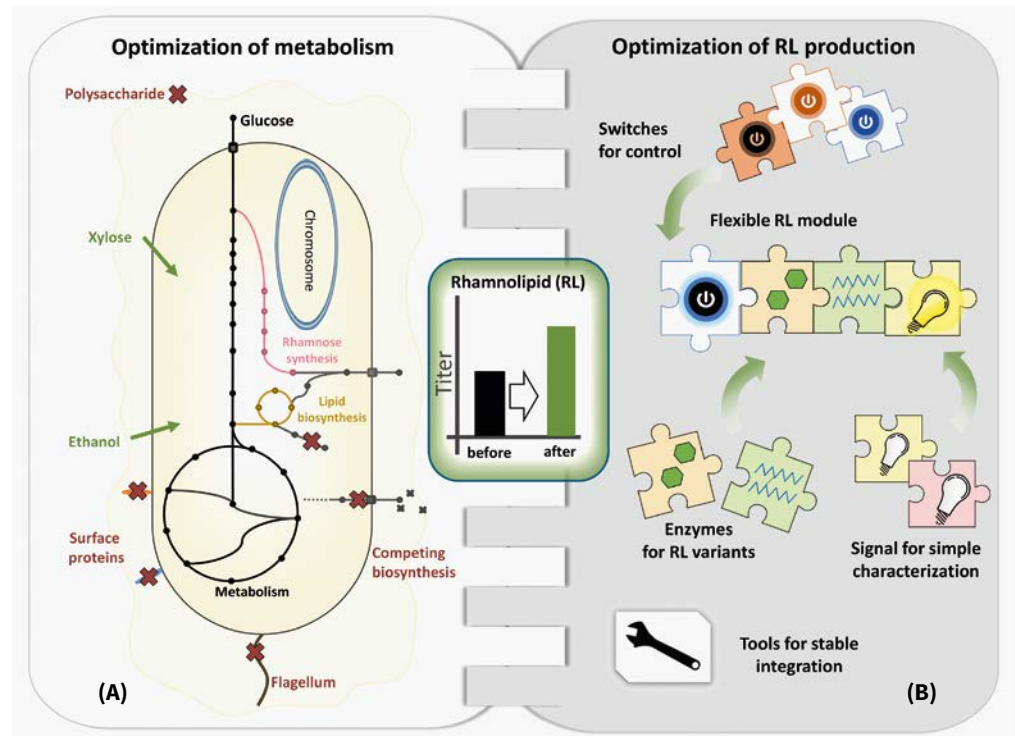 Optimization of metabolism
Polysaccharide
Glucose
Chromosome
Xylose
Rhamnose
synthesis
Lipid
biosynthesis
Ethanol
Surface
proteins
Competing
biosynthesis
Metabolism
Flagellum
(A)
Rhamnolipid (RL)
Titer
before
after
Optimization of RL production
Switches
for control
Flexible RL module
Enzymes
for RL variants
Signal for simple
characterization
Tools for stable
integration
(B)